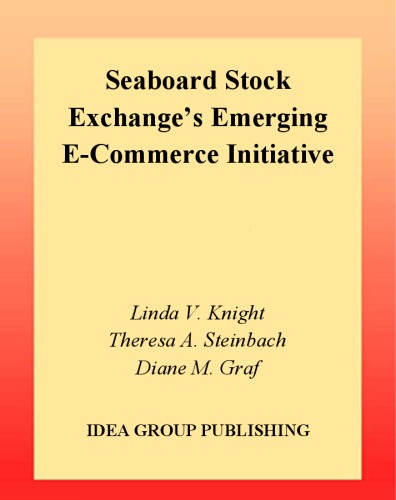 Seaboard Stock
Exchange’s Emerging
E-Commerce Initiative
Linda V. Knight
Theresa A. Steinbach
Diane M. Graf
IDEA GROUP PUBLISHING